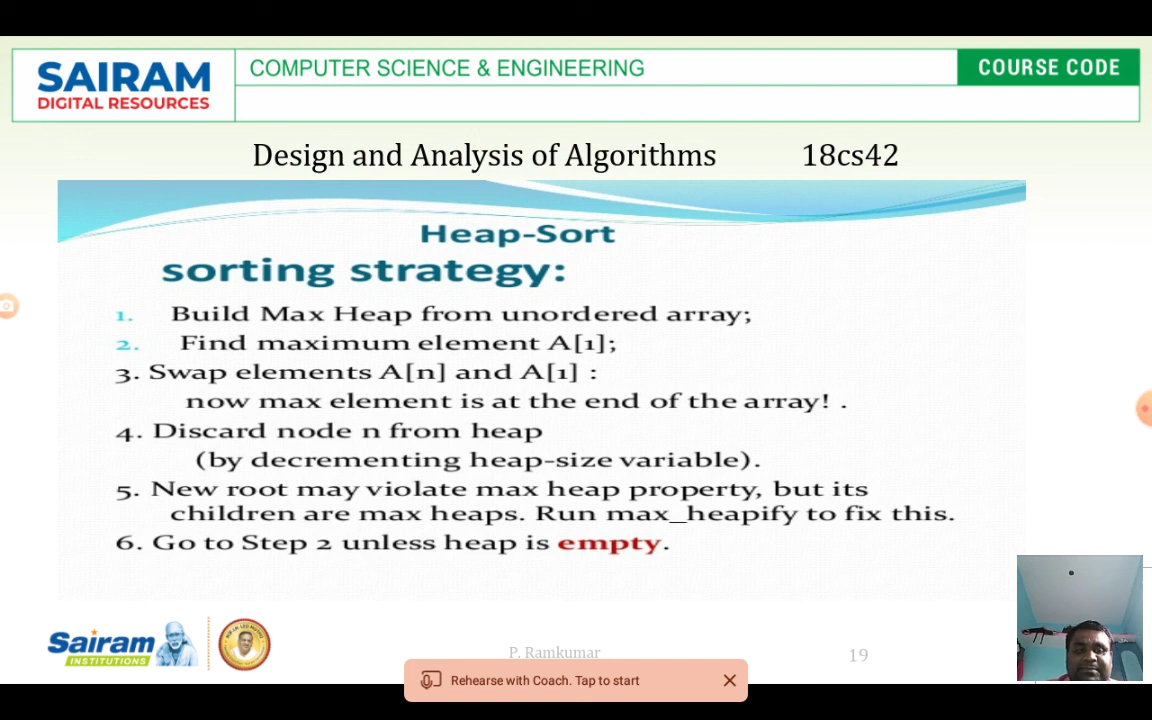 SAIRAM
DIGITAL RESOURCES
COMPUTER SCIENCE & ENGINEERING
COURSE CODE
Design and Analysis of Algorithms 18cs42
Heap-Sort
sorting strategy:
1. Build Max Heap from unordered array;
2. Find maximum element A[1];
3. Swap elements A[n] and A[1] :
now max element is at the end of the array! .
4. Discard node n from heap
(by decrementing heap-size variable).
5. New root may violate max heap property, but its
children are max heaps. Run max_heapify to fix this.
6. Go to Step 2 unless heap is empty.
Sairam
INSTITUTIONS
P. Ramkumar
19
Rehearse with Coach. Tap to start